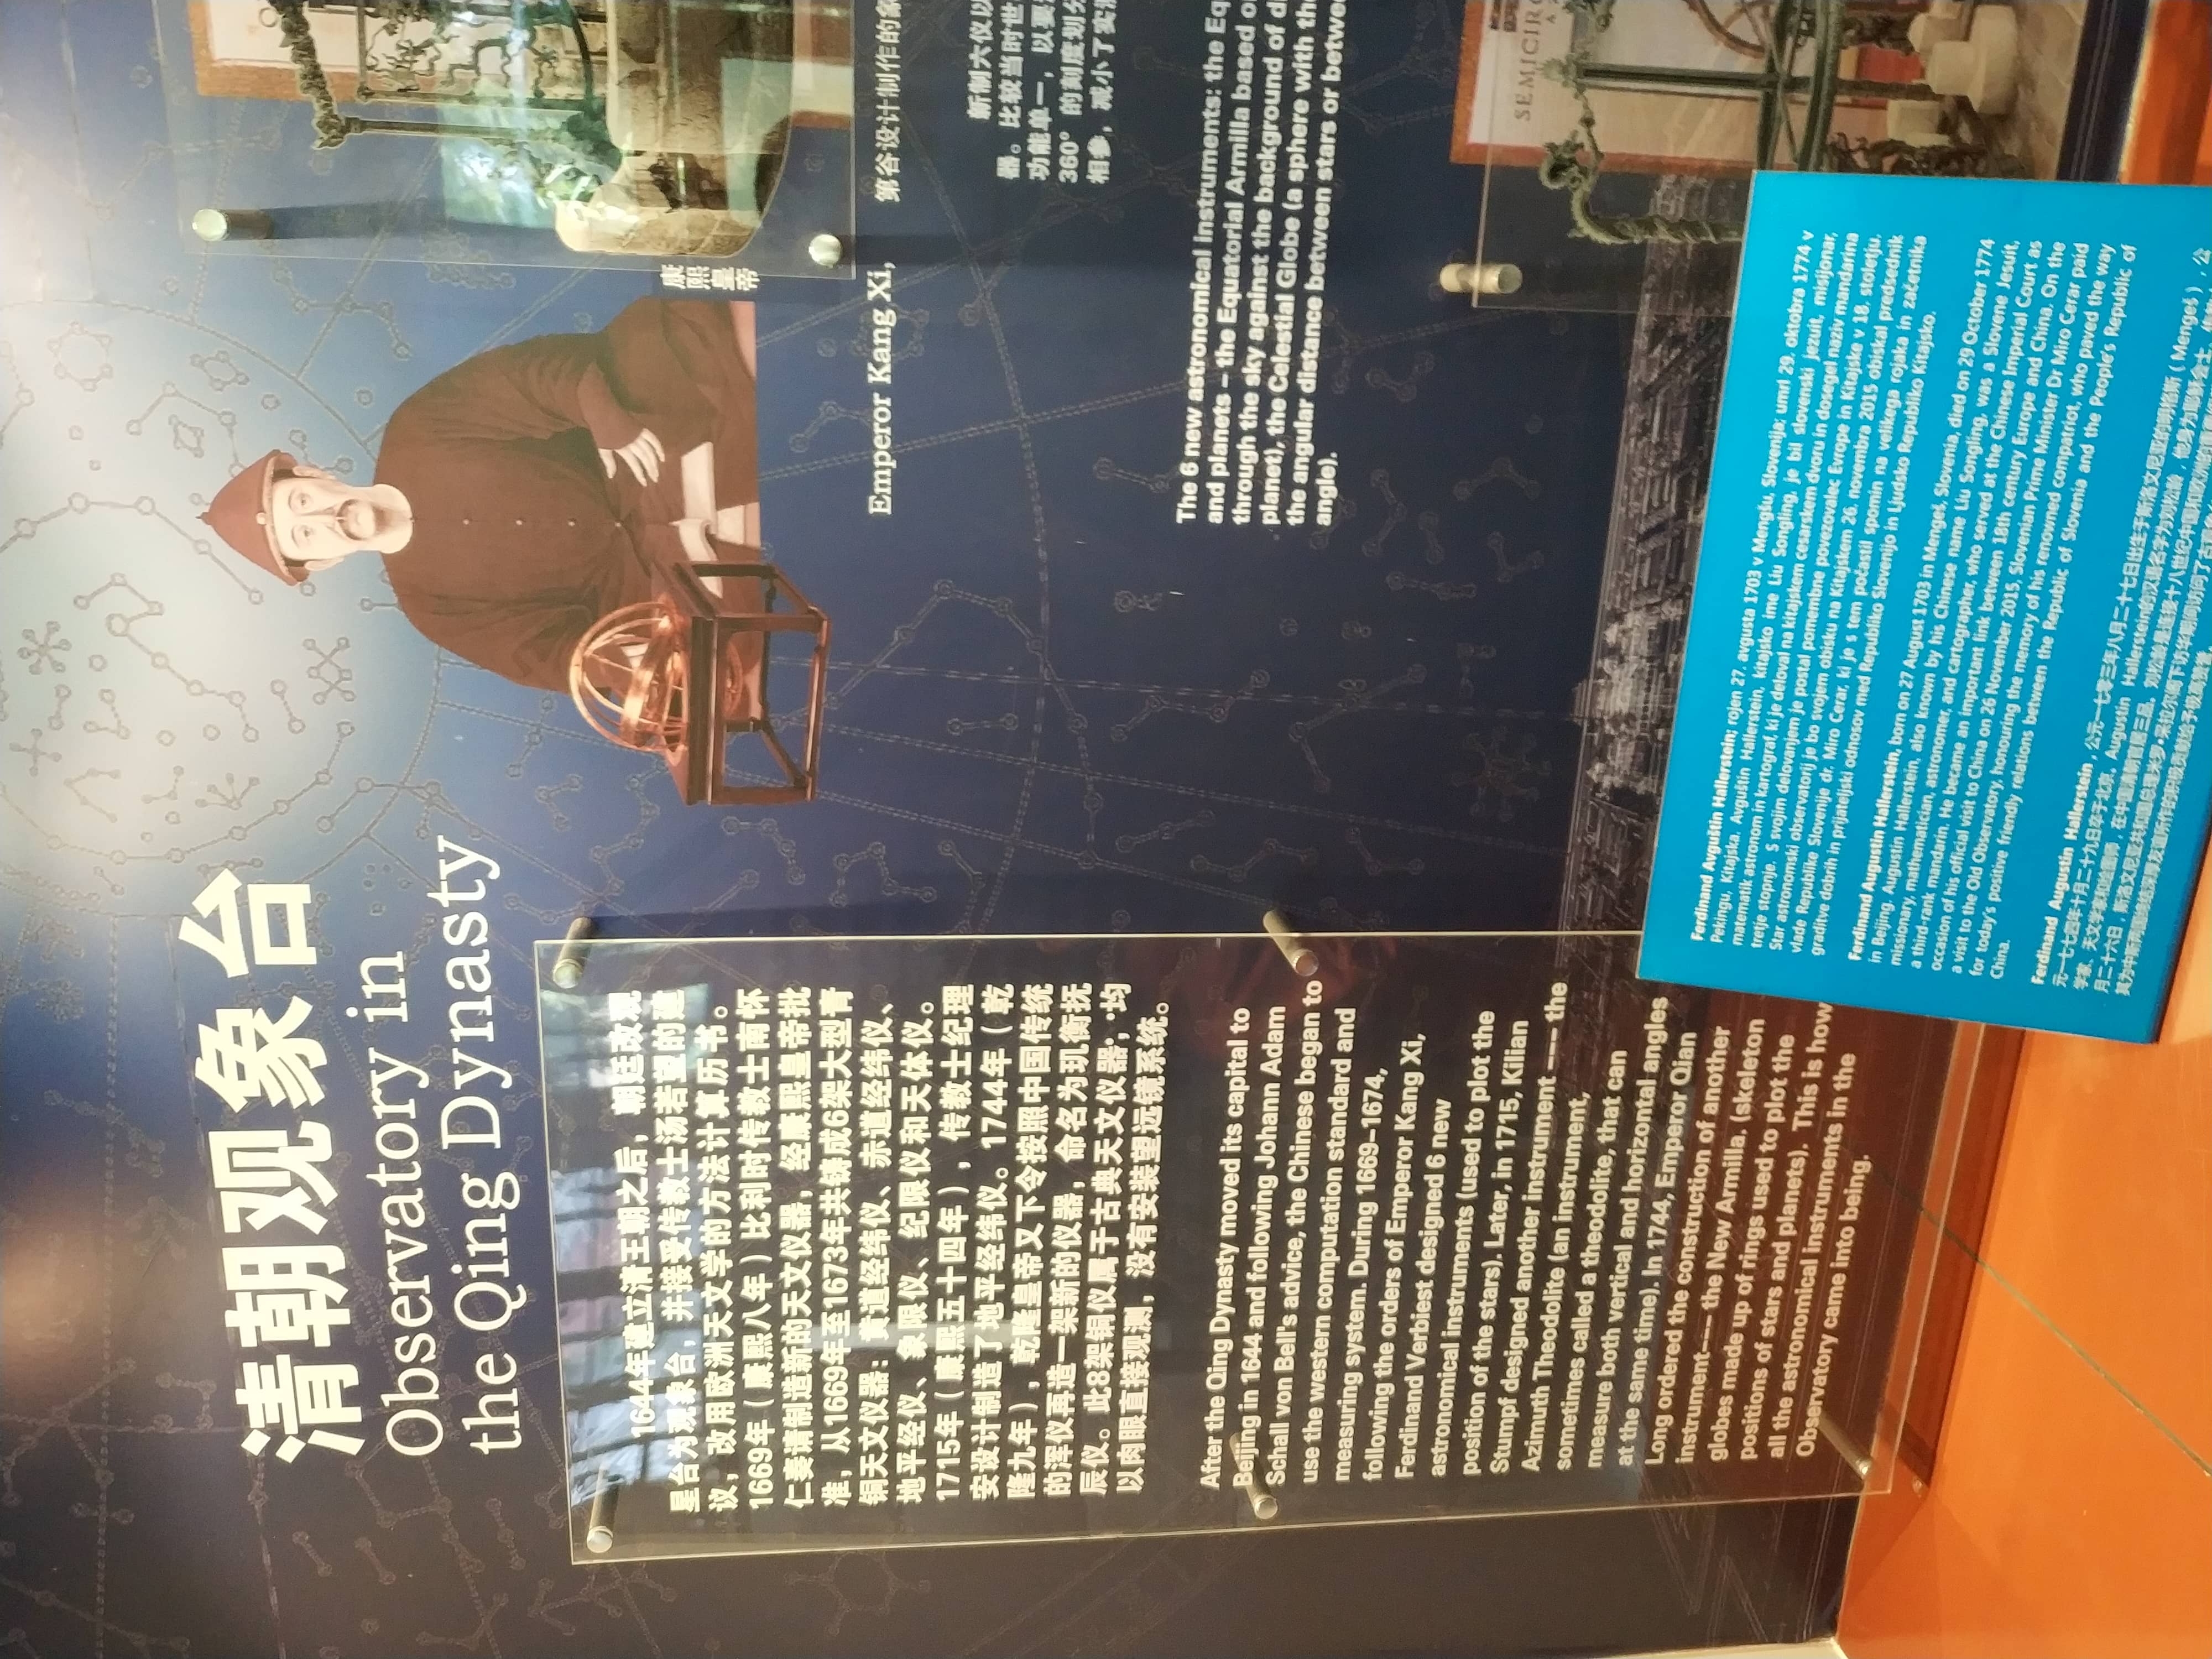 清朝观象台
Observatory in
the Qing Dynasty
1644年建立清王朝之后，朝廷改观
星台为观象台，并接受传教士汤若望的建
议，改用欧洲天文学的方法计算历书。
1669年（康熙八年）比利时传教士南怀
仁奏请制造新的天文仪器，经康熙皇帝批
准，从1669年至1673年共铸成6架大型青
铜天文仪器：黄道经纬仪、赤道经纬仪、
地平经仪、象限仪、纪限仪和天体仪。
1715年（康熙五十四年），传教士纪理
安设计制造了地平经纬仪。1744年（乾
隆九年），乾隆皇帝又下令按照中国传统
的浑仪再造一架新的仪器，命名为玑衡抚
辰仪。此8架铜仪属于古典天文仪器，均
以肉眼直接观测，没有安装望远镜系统。
After the Qing Dynasty moved its capital to
Beijing in 1644 and following Johann Adam
Schall von Bell's advice, the Chinese began to
use the western computation standard and
measuring system. During 1669–1674,
following the orders of Emperor Kang Xi,
Ferdinand Verbiest designed 6 new
astronomical instruments (used to plot the
position of the stars). Later, in 1715, Kilian
Stumpf designed another instrument --- the
Azimuth Theodolite (an instrument,
sometimes called a theodolite, that can
measure both vertical and horizontal angles
at the same time). In 1744, Emperor Qian
Long ordered the construction of another
instrument--- the New Armilla. (skeleton
globes made up of rings used to plot the
positions of stars and planets). This is how
all the astronomical instruments in the
Observatory came into being.
康熙皇帝
Emperor Kang Xi,
第谷设计制作的象
新制六仪以
器。比较当时世
功能单一，以要
360° 的刻度划分
相参，减小了实测
The 6 new astronomical instruments: the Eq
and planets – the Equatorial Armilla based o
through the sky against the background of di
planet), the Celestial Globe (a sphere with the
the angular distance between stars or betwe
angle).
SEMICIRC
Ferdinand Avguštin Hallerstein; rojen 27. avgusta 1703 v Mengšu, Slovenija; umrl 29. oktobra 1774 v
Pekingu, Kitajska. Avguštin Hallerstein, kitajsko ime Liu Songling, je bil slovenski jezuit, misijonar,
matematik astronom in kartograf, ki je deloval na kitajskem cesarskem dvoru in dosegel naziv mandarina
tretje stopnje. S svojim delovanjem je postal pomembne povezovalec Evrope in Kitajske v 18. stoletju.
Star astronomski observatorij je bo svojem obisku na Kitajskem 26. novembra 2015 obiskal predsednik
vlade Republike Slovenije dr. Miro Cerar, ki je s tem počastil spomin na velikega rojaka in začetnika
graditve dobrih in prijateljski odnosov med Republiko Slovenijo in Ljudsko Republiko Kitajsko.
Ferdinand Augustin Hallerstein, born on 27 August 1703 in Mengeš, Slovenia, died on 29 October 1774
in Beijing. Augustin Hallerstein, also known by his Chinese name Liu Songling, was a Slovene Jesuit,
missionary, mathematician, astronomer, and cartographer, who served at the Chinese Imperial Court as
a third-rank mandarin. He became an important link between 18th century Europe and China. On the
occasion of his official visit to China on 26 November 2015, Slovenian Prime Minister Dr Miro Cerar paid
a visit to the Old Observatory, honouring the memory of his renowned compatriot, who paved the way
for today's positive friendly relations between the Republic of Slovenia and the People's Republic of
China.
Ferdinand Augustin Hallerstein，公元一七零三年八月二十七日出生于斯洛文尼亚的明格斯（Mengeš），公
元一七七四年十月二十九日卒于北京。Augustin Hallerstein的汉语名字为刘松龄，他身为耶稣会士、传教
学家、天文学家和绘图师，在中国清朝官居三品。刘松龄是连接十八世纪中国和欧洲的重要
月二十六日，斯洛文尼亚共和国总理米罗•采拉尔阁下访华期间访问了古观象
其为中斯两国缔结深厚友谊所作的积极贡献给予极高赞誉。